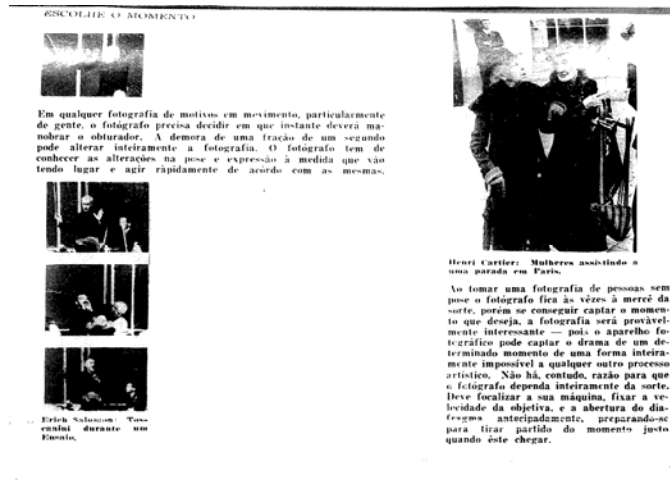 ESCOLHE O MOMENTO
Em qualquer fotografia de motivos em movimento, particularmente
de gente, o fotógrafo precisa decidir em que instante deverá ma-
nobrar o obturador. A demora de uma fração de um segundo
pode alterar inteiramente a fotografia. O fotógrafo tem de
conhecer as alterações na pose e expressão à medida que vão
tendo lugar e agir ràpidamente de acôrdo com as mesmas.
Erich Salomon: Tos-
canini durante um
Ensaio.
Henri Cartier: Mulheres assistindo a
uma parada em Paris.
Ao tomar uma fotografia de pessoas sem
pose o fotógrafo fica às vêzes à mercê da
sorte, porém se conseguir captar o momen-
to que deseja, a fotografia será provàvel-
mente interessante — pois o aparelho fo-
tográfico pode captar o drama de um de-
terminado momento de uma forma inteira-
mente impossível a qualquer outro processo
artístico. Não há, contudo, razão para que
o fotógrafo dependa inteiramente da sorte.
Deve focalizar a sua máquina, fixar a ve-
locidade da objetiva, e a abertura do dia-
fragma antecipadamente, preparando-se
para tirar partido do momento justo
quando êste chegar.